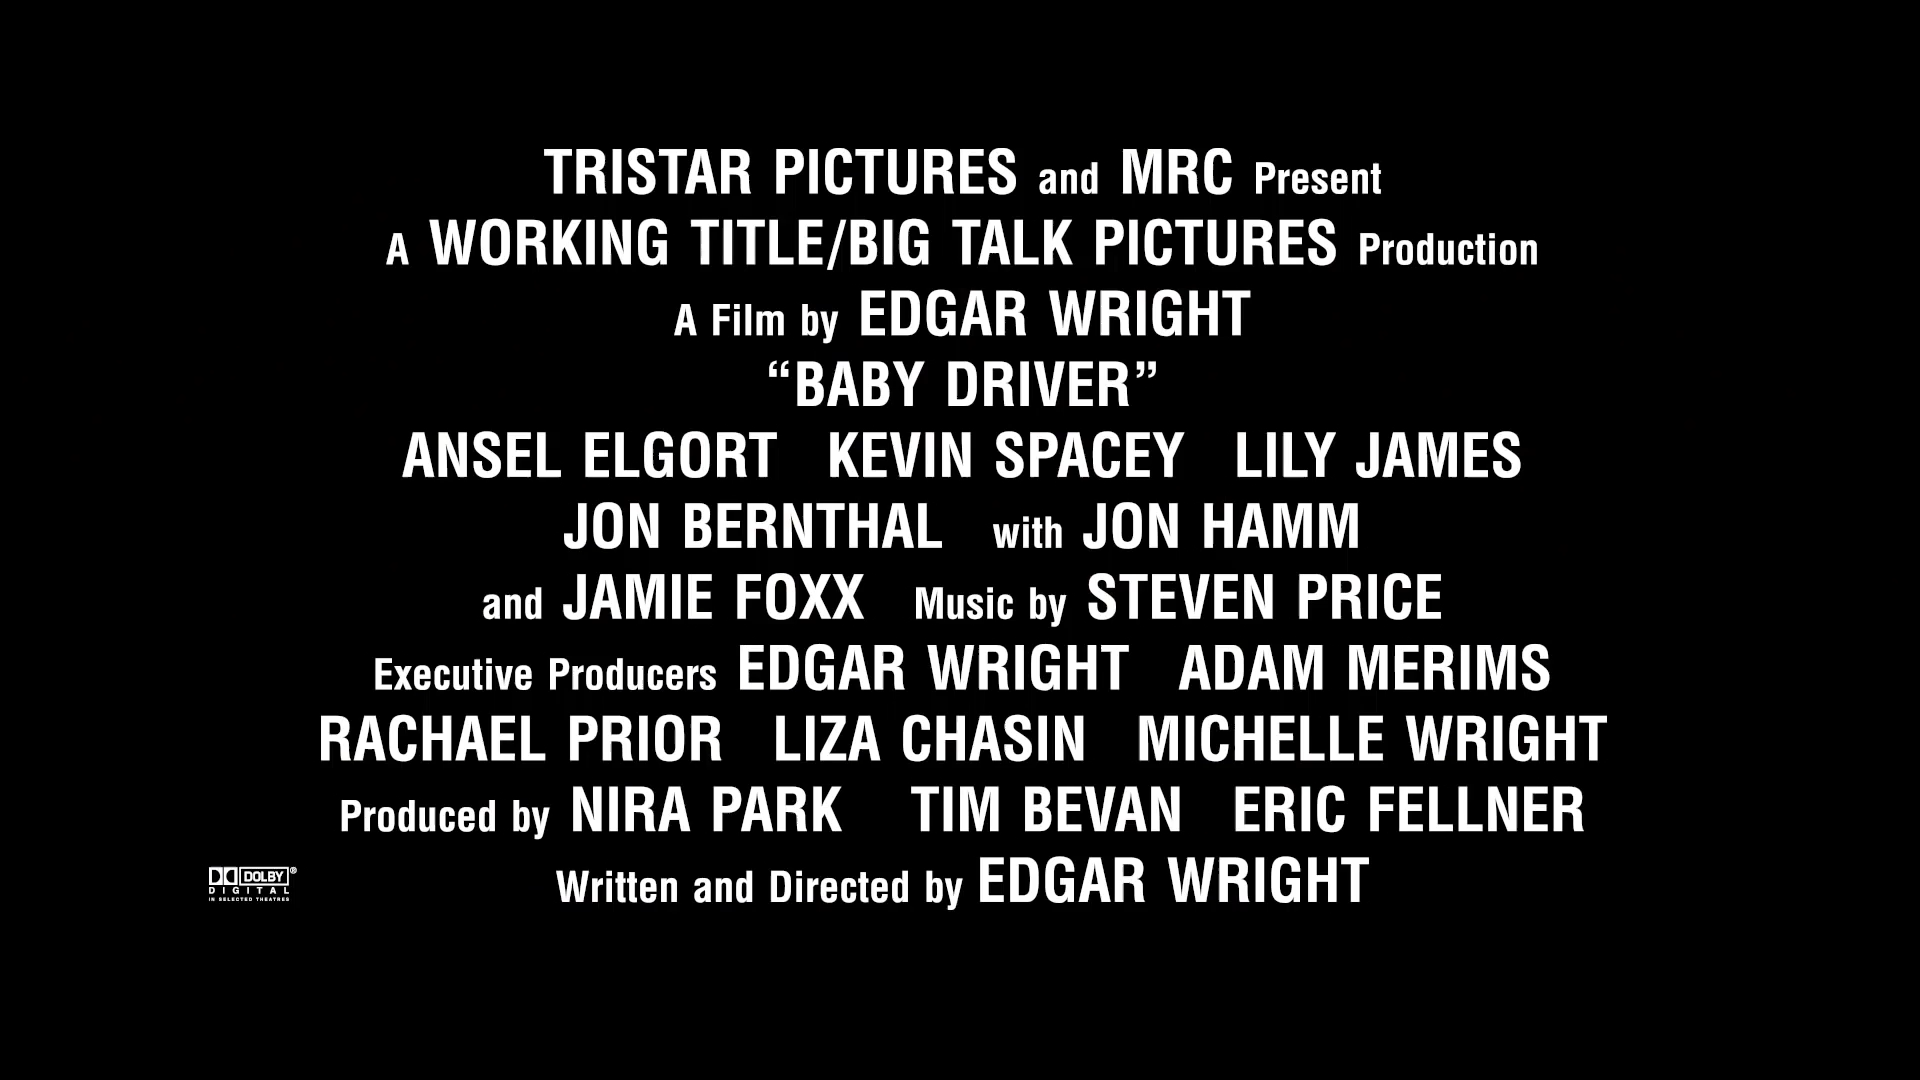 TRISTAR PICTURES and MRC Present
A WORKING TITLE/BIG TALK PICTURES Production
A Film by EDGAR WRIGHT
“BABY DRIVER”
ANSEL ELGORT KEVIN SPACEY LILY JAMES
JON BERNTHAL with JON HAMM
and JAMIE FOXX Music by STEVEN PRICE
Executive Producers EDGAR WRIGHT ADAM MERIMS
RACHAEL PRIOR LIZA CHASIN MICHELLE WRIGHT
Produced by NIRA PARK TIM BEVAN ERIC FELLNER
Written and Directed by EDGAR WRIGHT
DOLBY®
DIGITAL
IN SELECTED THEATRES